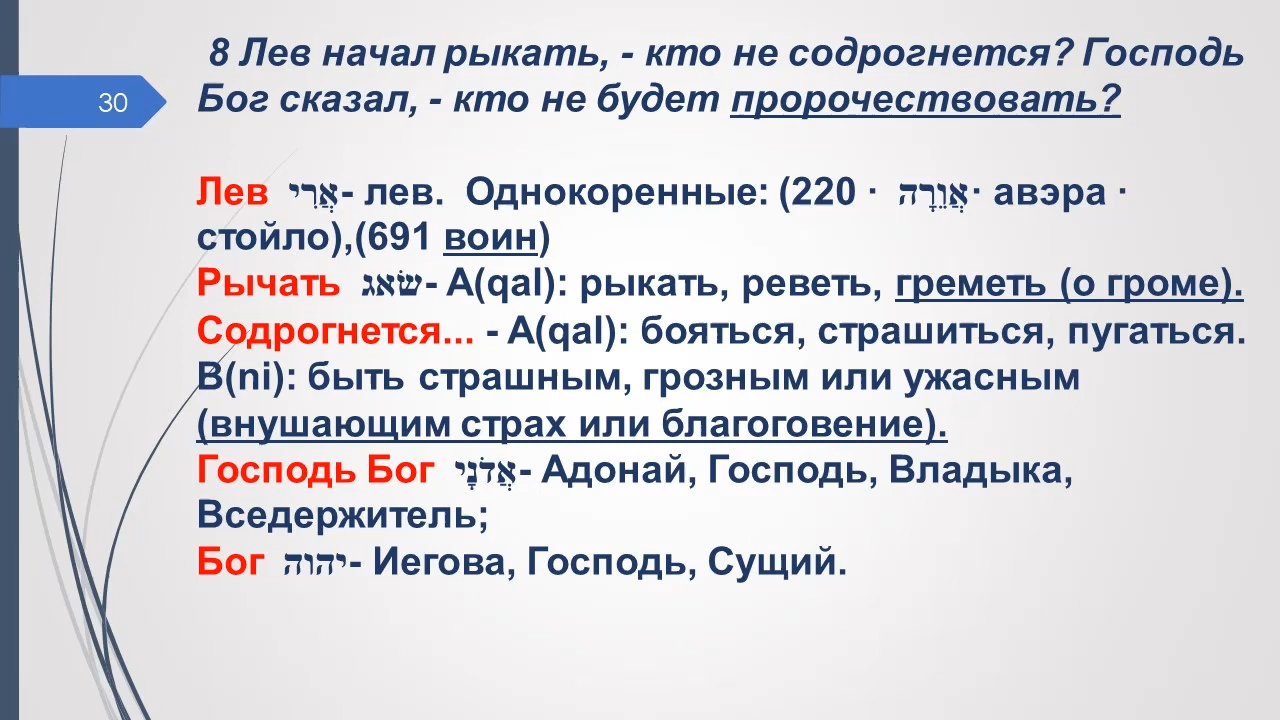 8 Лев начал рыкать, - кто не содрогнется? Господь
30
Бог сказал, - кто не будет пророчествовать?
Лев אֲרִי- лев. Однокоренные: (220 · אֲוֵרָה· авэра ·
стойло),(691 воин)
Рычать שׂאג- A(qal): рыкать, реветь, греметь (о громе).
Содрогнется... - A(qal): бояться, страшиться, пугаться.
B(ni): быть страшным, грозным или ужасным
(внушающим страх или благоговение).
Господь Бог אֲדֹנָי- Адонай, Господь, Владыка,
Вседержитель;
Бог יהוה- Иегова, Господь, Сущий.